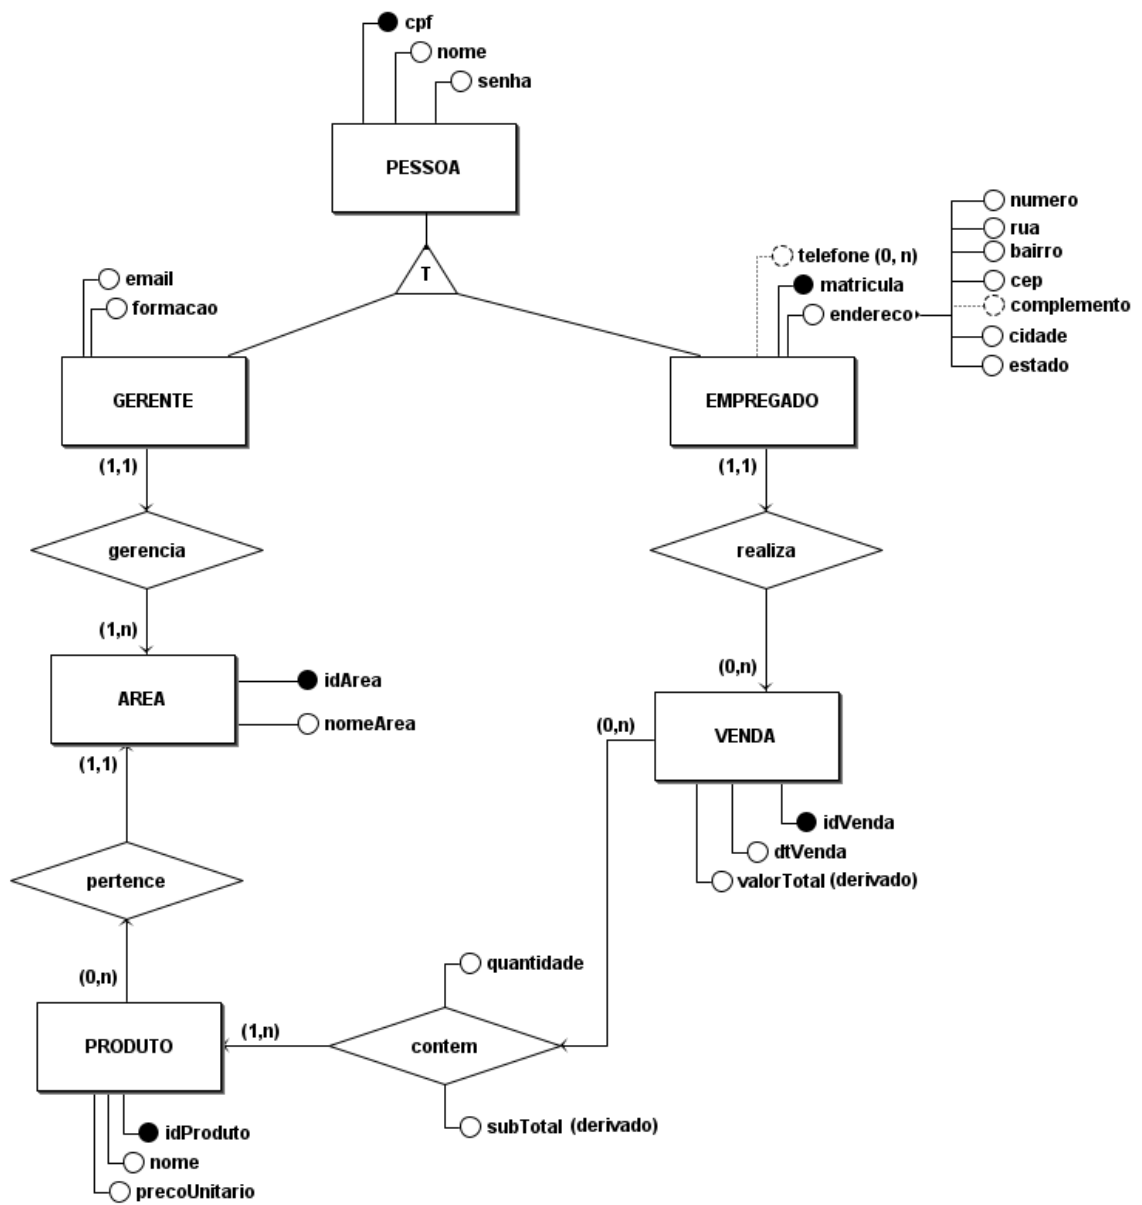 cpf
nome
senha
PESSOA
T
email
formacao
GERENTE
telefone (0, n)
matricula
endereco
numero
rua
bairro
cep
complemento
cidade
estado
EMPREGADO
(1,1)
(1,1)
gerencia
realiza
(1,n)
(0,n)
AREA
idArea
nomeArea
(0,n)
VENDA
(1,1)
idVenda
dtVenda
valorTotal (derivado)
pertence
(0,n)
quantidade
PRODUTO
(1,n)
contem
subTotal (derivado)
idProduto
nome
precoUnitario